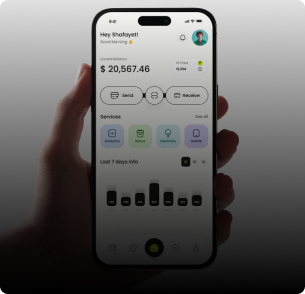 9:41
Hey Shafayet!
Good Morning 👋
Current Balance
$ 20,567.46
Send
Receive
Services
See All
Analytics
Electricity
Mobile
Last 7 days info